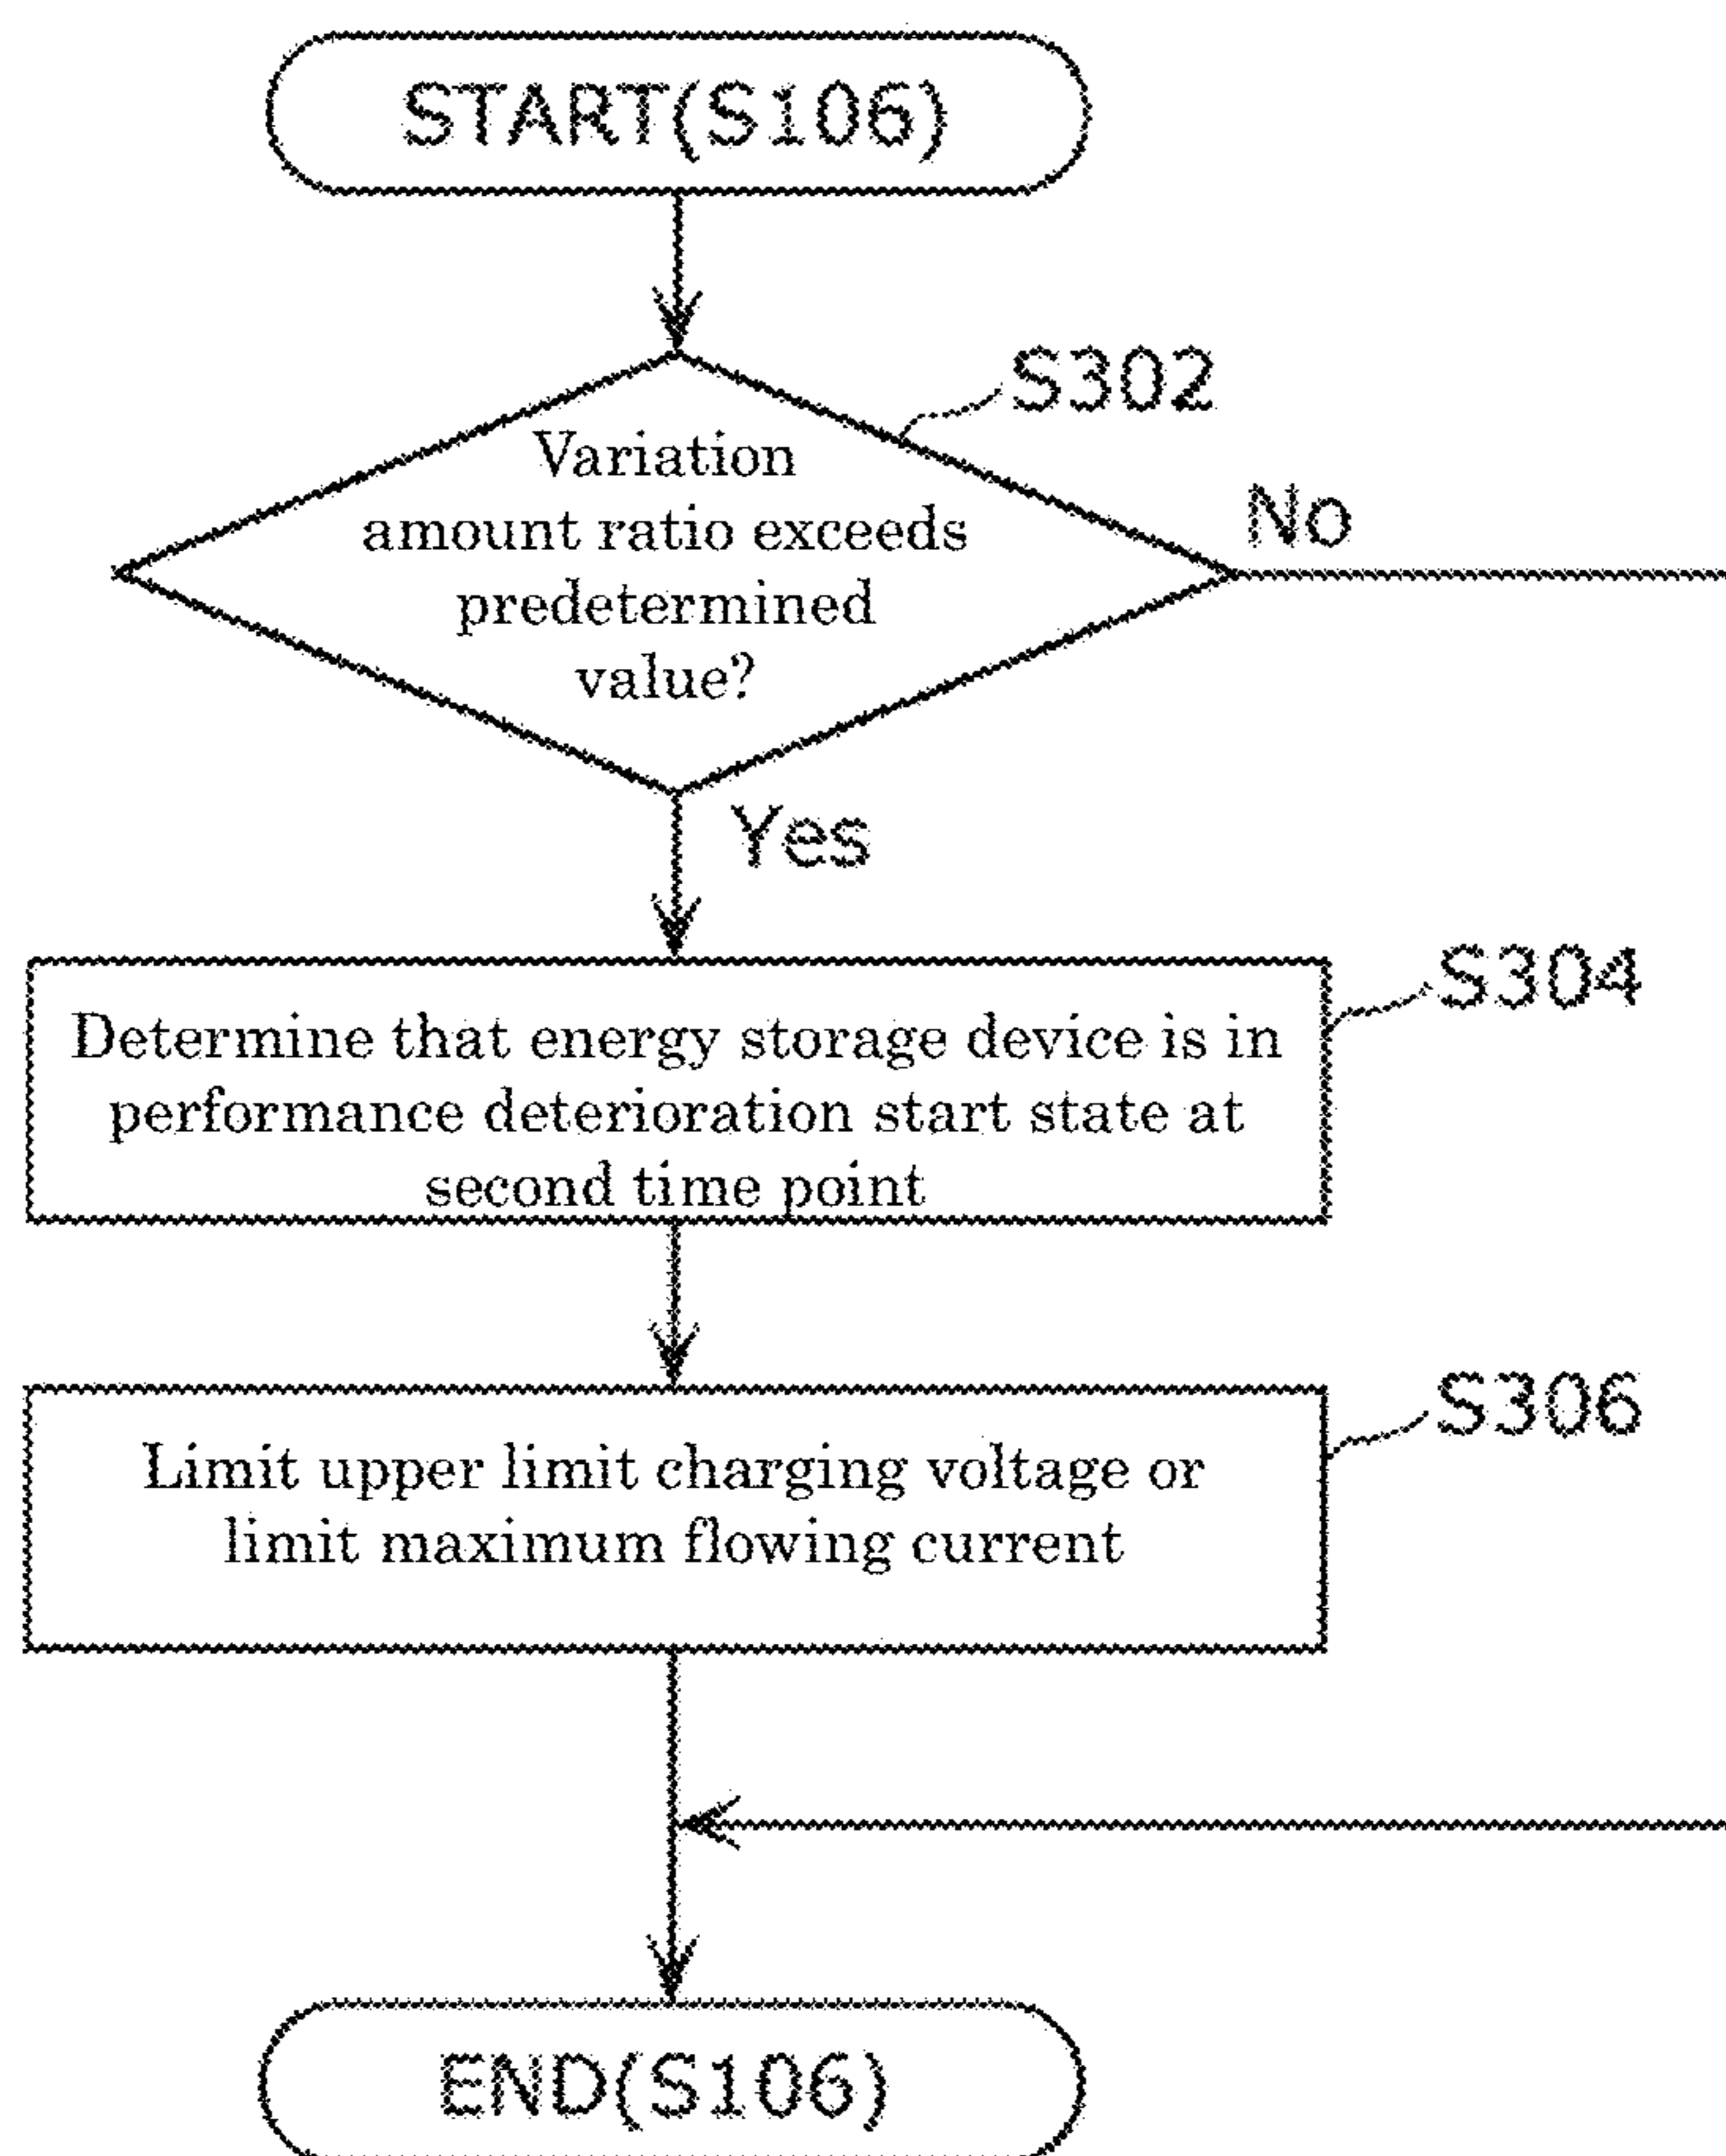 START(S106)
S302
Variation
amount ratio exceeds
predetermined
value?
No
Yes
S304
Determine that energy storage device is in
performance deterioration start state at
second time point
S306
Limit upper limit charging voltage or
limit maximum flowing current
END(S106)